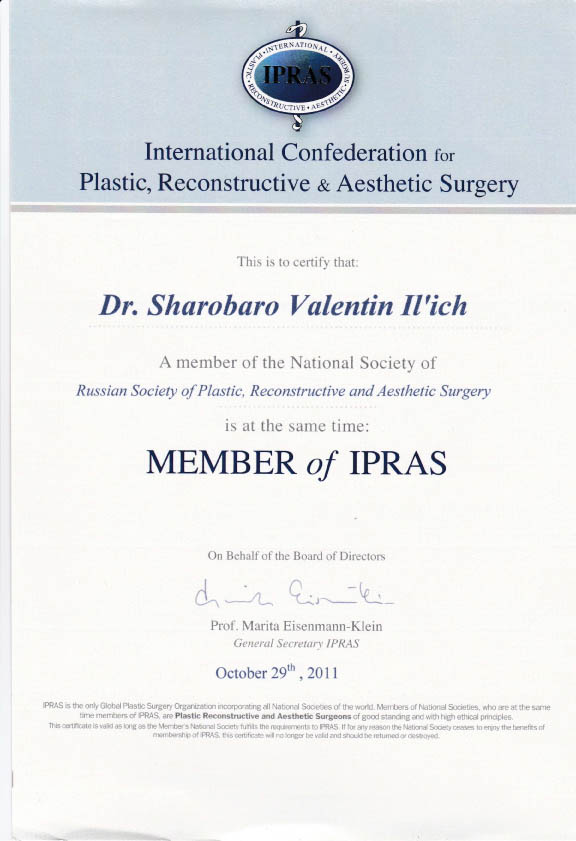 INTERNATIONAL
PLASTIC • RECONSTRUCTIVE • AESTHETIC • SURGERY
IPRAS
International Confederation for
Plastic, Reconstructive & Aesthetic Surgery
This is to certify that:
Dr. Sharobaro Valentin Il'ich
A member of the National Society of
Russian Society of Plastic, Reconstructive and Aesthetic Surgery
is at the same time:
MEMBER of IPRAS
On Behalf of the Board of Directors
Prof. Marita Eisenmann-Klein
General Secretary IPRAS
October 29th , 2011
IPRAS is the only Global Plastic Surgery Organization incorporating all National Societies of the world. Members of National Societies, who are at the same
time members of IPRAS, are Plastic Reconstructive and Aesthetic Surgeons of good standing and with high ethical principles.
This certificate is valid as long as the Member's National Society fulfills the requirements to IPRAS. If for any reason the National Society ceases to enjoy the benefits of
membership of IPRAS, this certificate will no longer be valid and should be returned or destroyed.